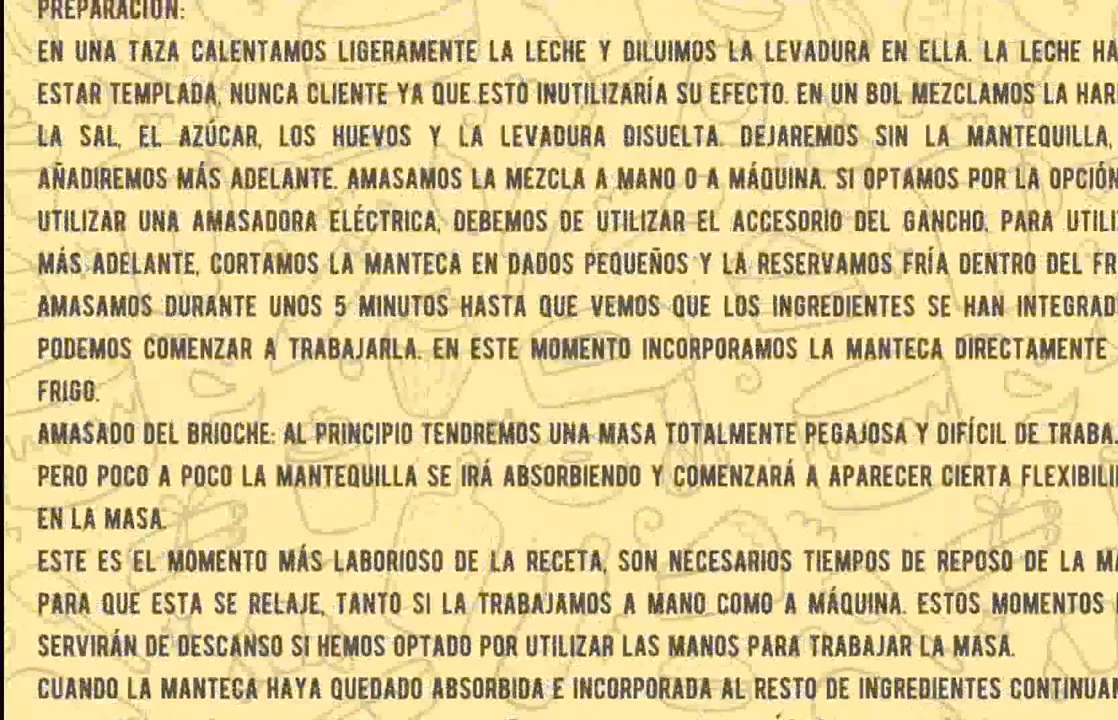 PREPARACIÓN:
EN UNA TAZA CALENTAMOS LIGERAMENTE LA LECHE Y DILUIMOS LA LEVADURA EN ELLA. LA LECHE HA
ESTAR TEMPLADA, NUNCA CLIENTE YA QUE ESTO INUTILIZARÍA SU EFECTO. EN UN BOL MEZCLAMOS LA HAR
LA SAL, EL AZÚCAR, LOS HUEVOS Y LA LEVADURA DISUELTA. DEJAREMOS SIN LA MANTEQUILLA,
AÑADIREMOS MÁS ADELANTE. AMASAMOS LA MEZCLA A MANO O A MÁQUINA. SI OPTAMOS POR LA OPCIÓN
UTILIZAR UNA AMASADORA ELÉCTRICA, DEBEMOS DE UTILIZAR EL ACCESORIO DEL GANCHO. PARA UTILI
MÁS ADELANTE, CORTAMOS LA MANTECA EN DADOS PEQUEÑOS Y LA RESERVAMOS FRÍA DENTRO DEL FR
AMASAMOS DURANTE UNOS 5 MINUTOS HASTA QUE VEMOS QUE LOS INGREDIENTES SE HAN INTEGRAD
PODEMOS COMENZAR A TRABAJARLA. EN ESTE MOMENTO INCORPORAMOS LA MANTECA DIRECTAMENTE
FRIGO.
AMASADO DEL BRIOCHE: AL PRINCIPIO TENDREMOS UNA MASA TOTALMENTE PEGAJOSA Y DIFÍCIL DE TRABA
PERO POCO A POCO LA MANTEQUILLA SE IRÁ ABSORBIENDO Y COMENZARÁ A APARECER CIERTA FLEXIBILI
EN LA MASA.
ESTE ES EL MOMENTO MÁS LABORIOSO DE LA RECETA, SON NECESARIOS TIEMPOS DE REPOSO DE LA MA
PARA QUE ESTA SE RELAJE, TANTO SI LA TRABAJAMOS A MANO COMO A MÁQUINA. ESTOS MOMENTOS
SERVIRÁN DE DESCANSO SI HEMOS OPTADO POR UTILIZAR LAS MANOS PARA TRABAJAR LA MASA.
CUANDO LA MANTECA HAYA QUEDADO ABSORBIDA E INCORPORADA AL RESTO DE INGREDIENTES CONTINUA